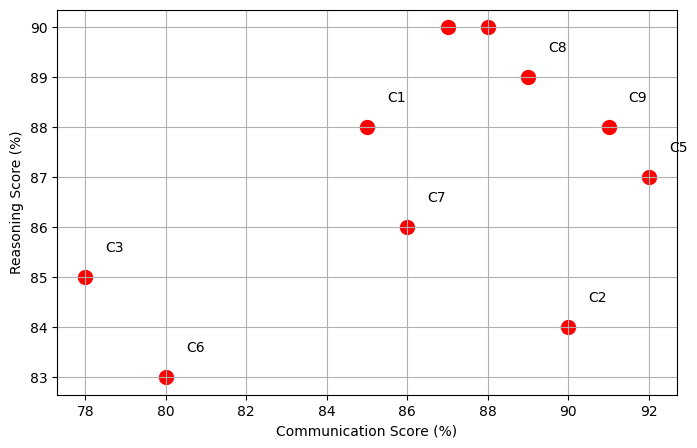 90
C8
89
C1
C9
88
C5
87
C7
86
C3
85
C2
84
C6
83
78
80
82
84
86
88
90
92
Reasoning Score (%)
Communication Score (%)